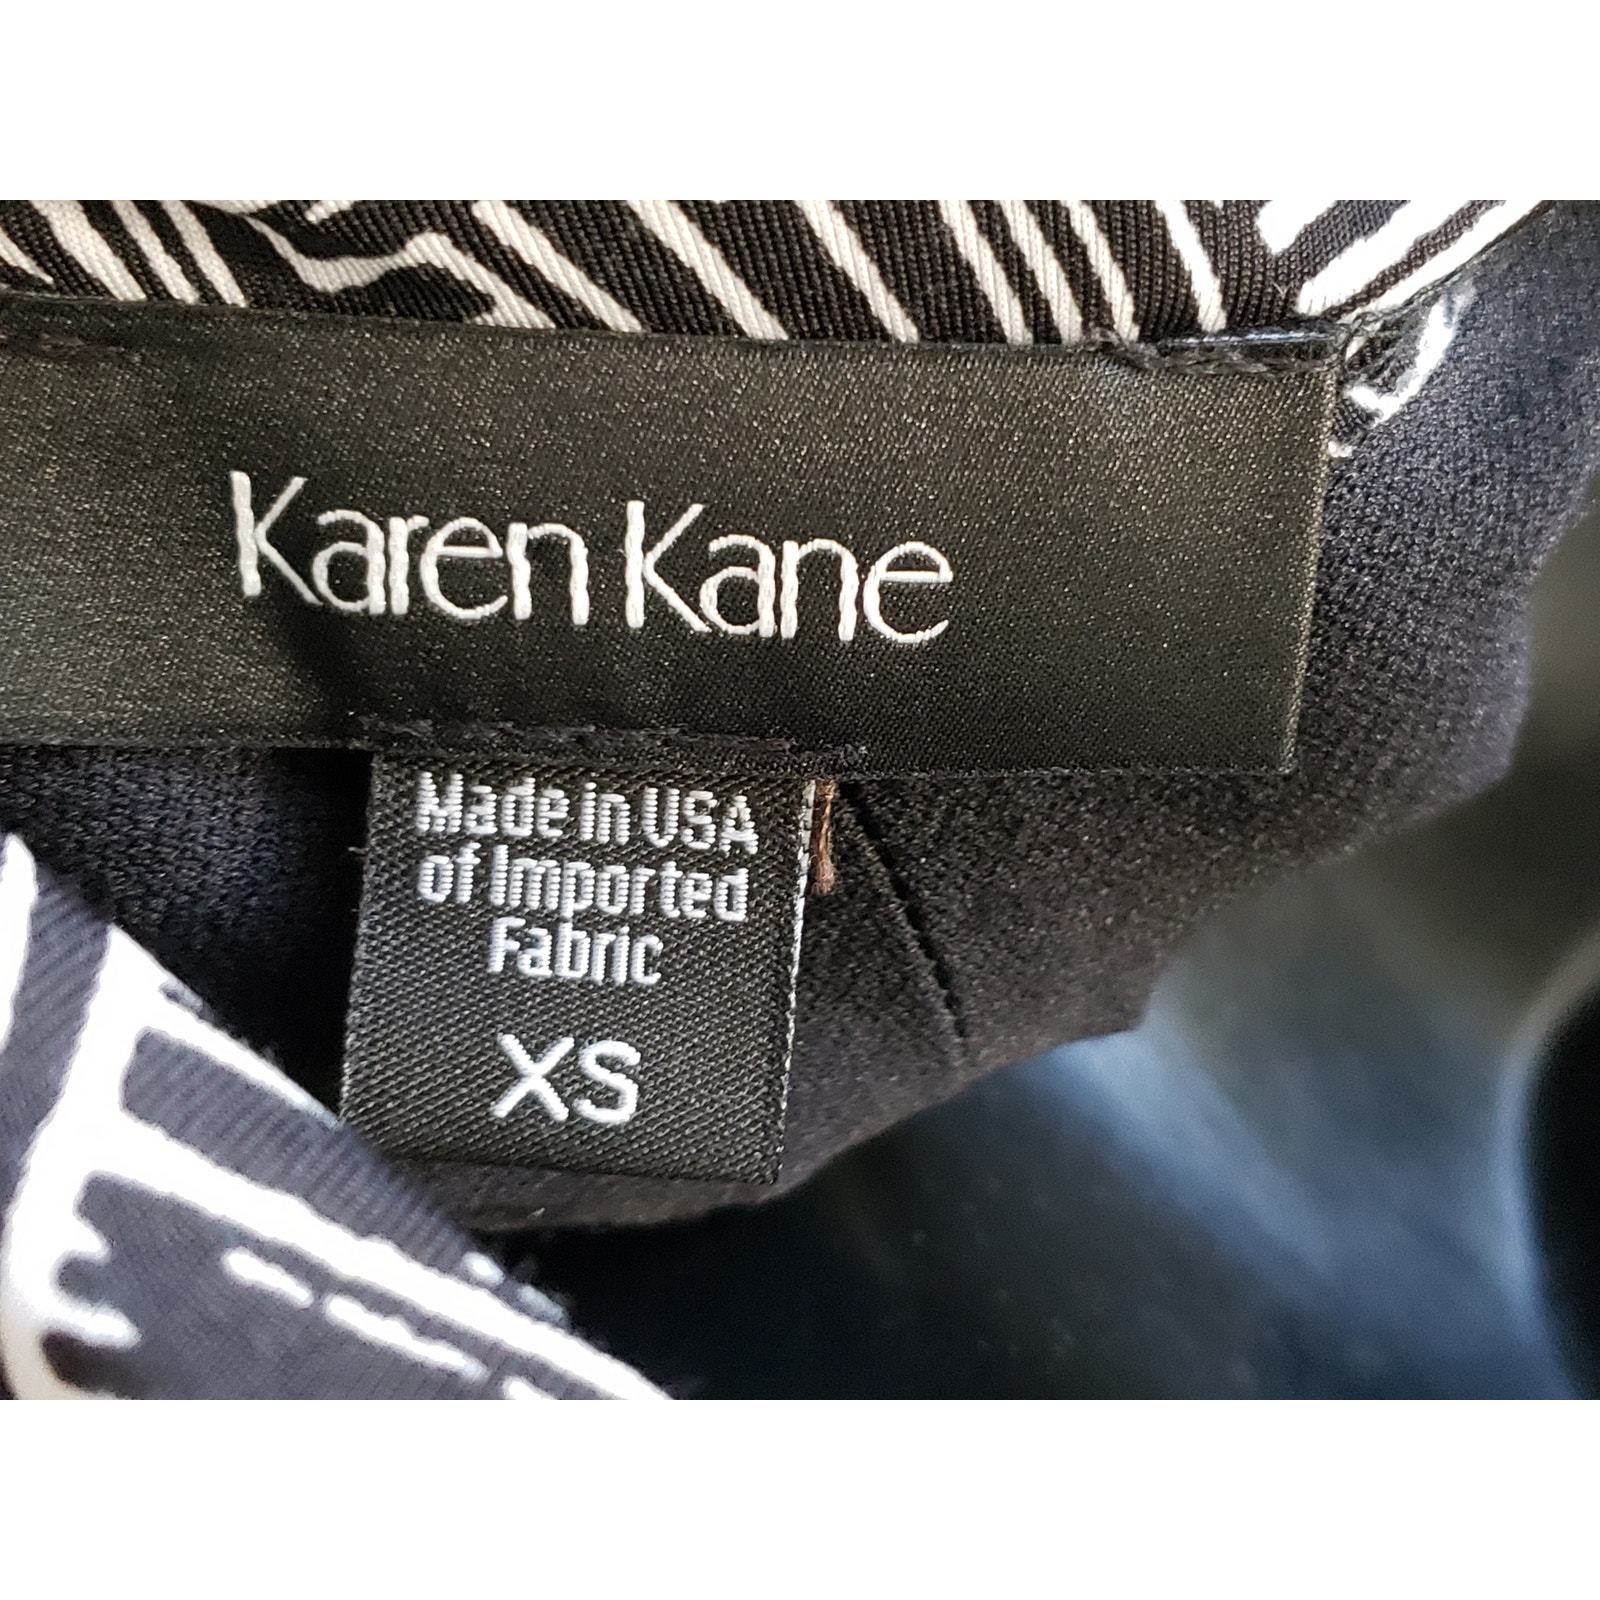 Karen Kane
Made in USA
of Imported
Fabric
XS